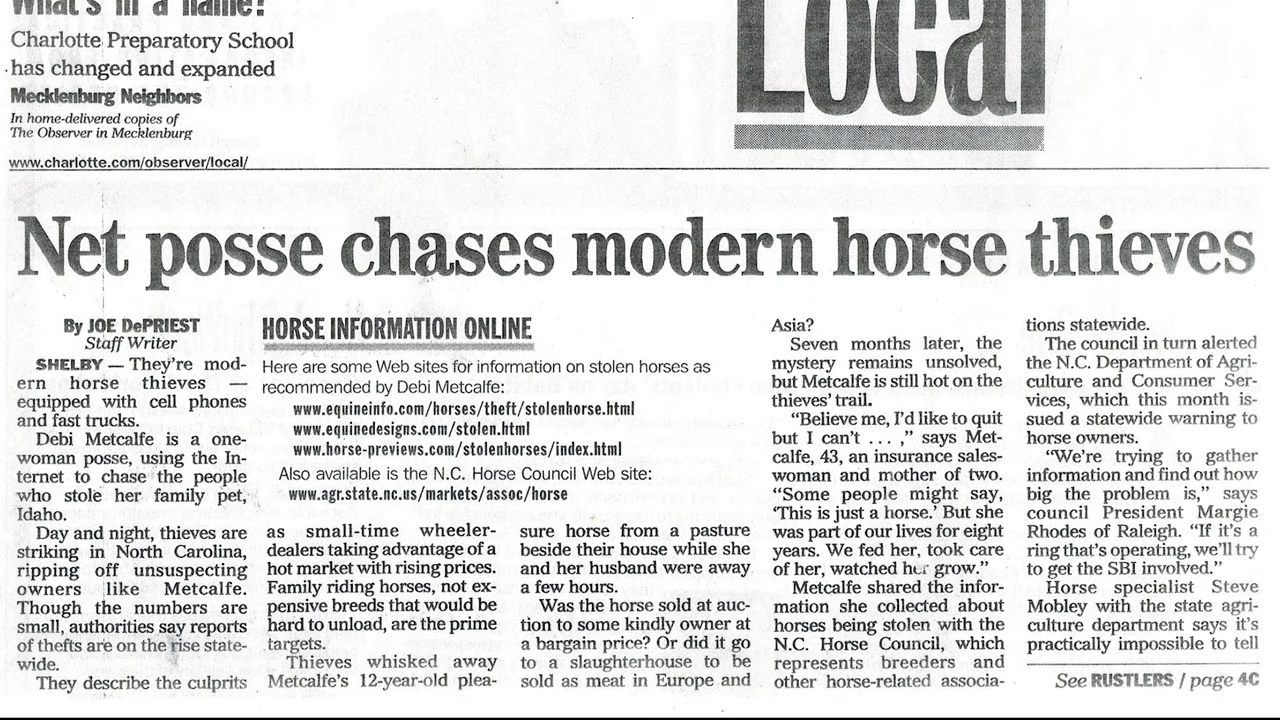 What's in a name?
Charlotte Preparatory School
has changed and expanded
Mecklenburg Neighbors
In home-delivered copies of
The Observer in Mecklenburg
www.charlotte.com/observer/local/
Local
Net posse chases modern horse thieves
By JOE DePRIEST
Staff Writer
SHELBY — They're mod-
ern horse thieves —
equipped with cell phones
and fast trucks.
Debi Metcalfe is a one-
woman posse, using the In-
ternet to chase the people
who stole her family pet,
Idaho.
Day and night, thieves are
striking in North Carolina,
ripping off unsuspecting
owners like Metcalfe.
Though the numbers are
small, authorities say reports
of thefts are on the rise state-
wide.
They describe the culprits
HORSE INFORMATION ONLINE
Here are some Web sites for information on stolen horses as
recommended by Debi Metcalfe:
www.equineinfo.com/horses/theft/stolenhorse.html
www.equinedesigns.com/stolen.html
www.horse-previews.com/stolenhorses/index.html
Also available is the N.C. Horse Council Web site:
www.agr.state.nc.us/markets/assoc/horse
as small-time wheeler-
dealers taking advantage of a
hot market with rising prices.
Family riding horses, not ex-
pensive breeds that would be
hard to unload, are the prime
targets.
Thieves whisked away
Metcalfe's 12-year-old plea-
sure horse from a pasture
beside their house while she
and her husband were away
a few hours.
Was the horse sold at auc-
tion to some kindly owner at
a bargain price? Or did it go
to a slaughterhouse to be
sold as meat in Europe and
Asia?
Seven months later, the
mystery remains unsolved,
but Metcalfe is still hot on the
thieves' trail.
"Believe me, I'd like to quit
but I can't . . . ," says Met-
calfe, 43, an insurance sales-
woman and mother of two.
"Some people might say,
'This is just a horse.' But she
was part of our lives for eight
years. We fed her, took care
of her, watched her grow."
Metcalfe shared the infor-
mation she collected about
horses being stolen with the
N.C. Horse Council, which
represents breeders and
other horse-related associa-
tions statewide.
The council in turn alerted
the N.C. Department of Agri-
culture and Consumer Ser-
vices, which this month is-
sued a statewide warning to
horse owners.
"We're trying to gather
information and find out how
big the problem is," says
council President Margie
Rhodes of Raleigh. "If it's a
ring that's operating, we'll try
to get the SBI involved."
Horse specialist Steve
Mobley with the state agri-
culture department says it's
practically impossible to tell
See RUSTLERS / page 4C